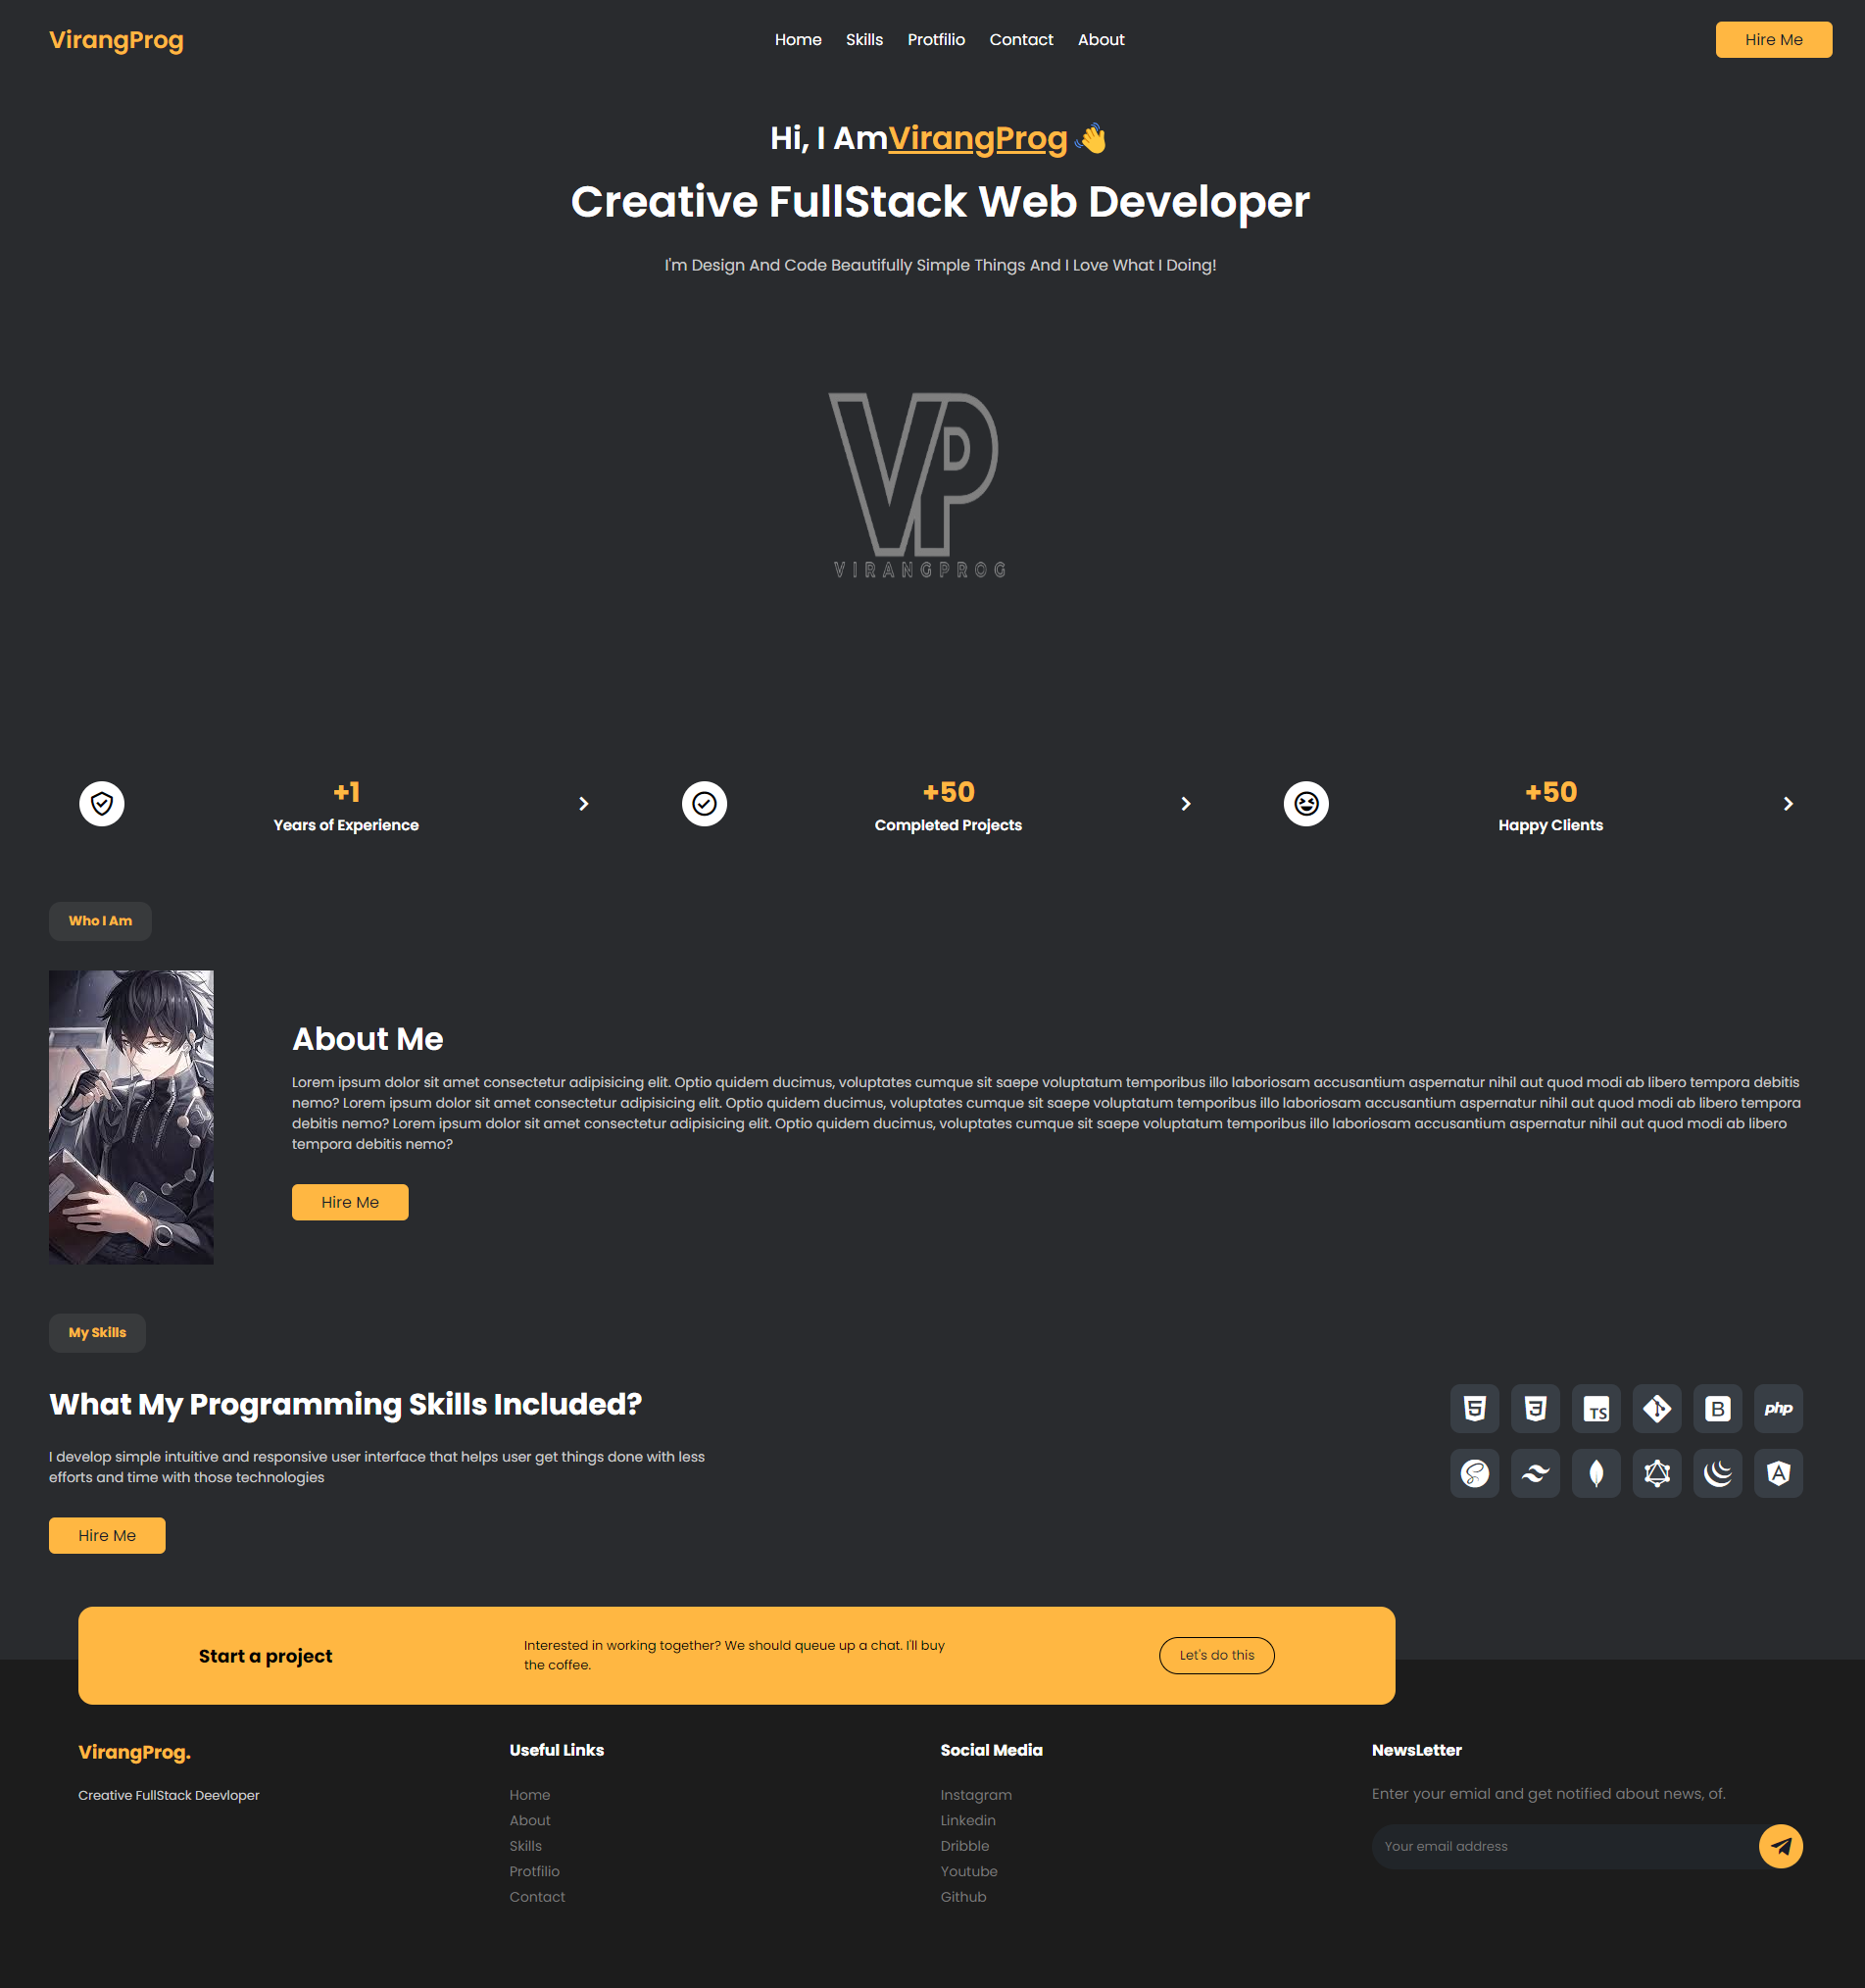 VirangProg
Home Skills Protfilio Contact About
Hire Me
Hi, I AmVirangProg 👋
Creative FullStack Web Developer
I'm Design And Code Beautifully Simple Things And I Love What I Doing!
VP
VIRANGPROG
+1
Years of Experience
+50
Completed Projects
+50
Happy Clients
Who I Am
About Me
Lorem ipsum dolor sit amet consectetur adipisicing elit. Optio quidem ducimus, voluptates cumque sit saepe voluptatum temporibus illo laboriosam accusantium aspernatur nihil aut quod modi ab libero tempora debitis
nemo? Lorem ipsum dolor sit amet consectetur adipisicing elit. Optio quidem ducimus, voluptates cumque sit saepe voluptatum temporibus illo laboriosam accusantium aspernatur nihil aut quod modi ab libero tempora
debitis nemo? Lorem ipsum dolor sit amet consectetur adipisicing elit. Optio quidem ducimus, voluptates cumque sit saepe voluptatum temporibus illo laboriosam accusantium aspernatur nihil aut quod modi ab libero
tempora debitis nemo?
Hire Me
My Skills
What My Programming Skills Included?
I develop simple intuitive and responsive user interface that helps user get things done with less
efforts and time with those technologies
Hire Me
5 3 TS B php
A
Start a project
Interested in working together? We should queue up a chat. I'll buy
the coffee.
Let's do this
VirangProg.
Creative FullStack Deevloper
Useful Links
Home
About
Skills
Protfilio
Contact
Social Media
Instagram
Linkedin
Dribble
Youtube
Github
NewsLetter
Enter your emial and get notified about news, of.
Your email address